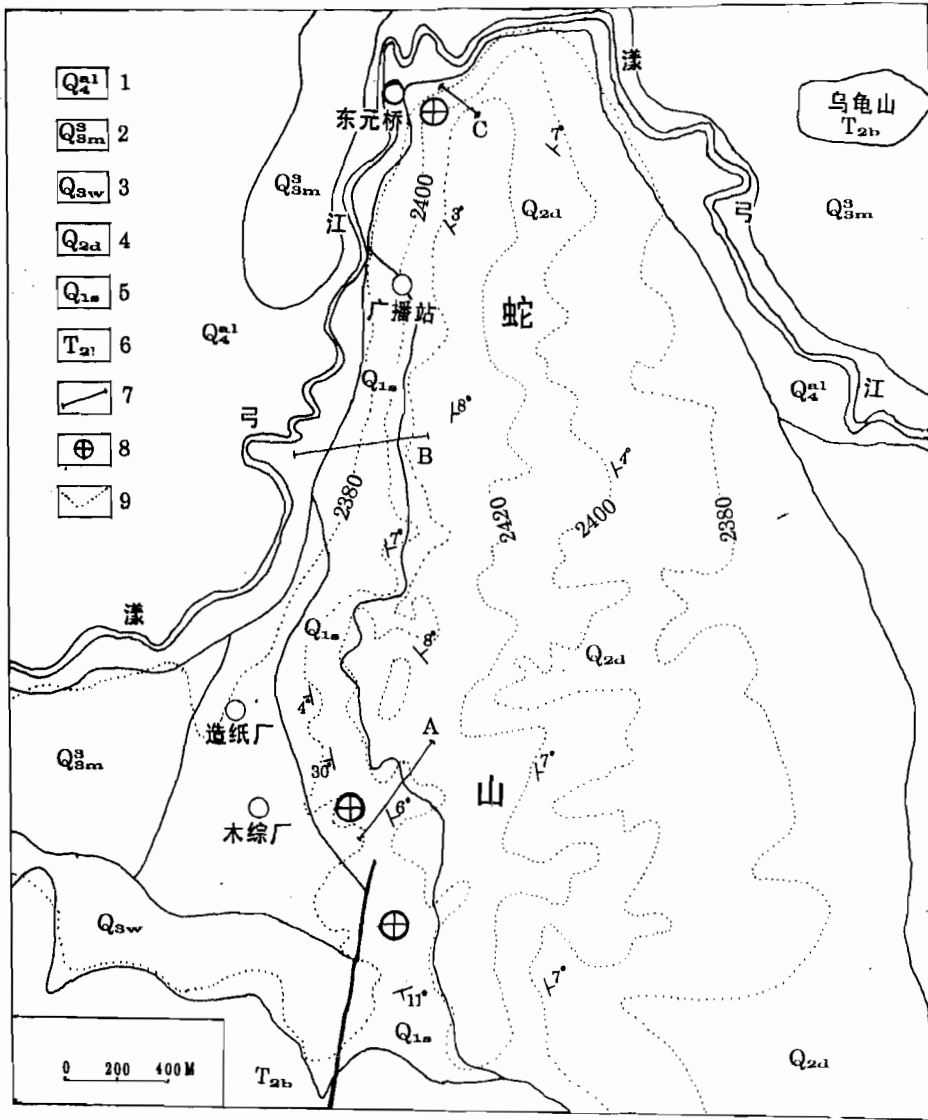 Q₄ᵃˡ 1
Q₃ₘ³ 2
Q₃w 3
Q₂d 4
Q₁s 5
T₂l 6
7
8
9
漾
乌龟山
T₂b
东元桥
C
7°
Q₃ₘ³
2400
Q₂d
3°
Q₃ₘ³
江
弓
广播站
蛇
Q₄ᵃˡ
Q₁s
Q₄ᵃˡ
江
弓
8°
B
4°
2380
2420
2400
2380
7°
漾
Q₁s
8°
Q₂d
4°
A
造纸厂
Q₃ₘ³
30°
7°
山
木综厂
6°
Q₃w
7°
11°
Q₁s
Q₂d
0 200 400M
T₂b